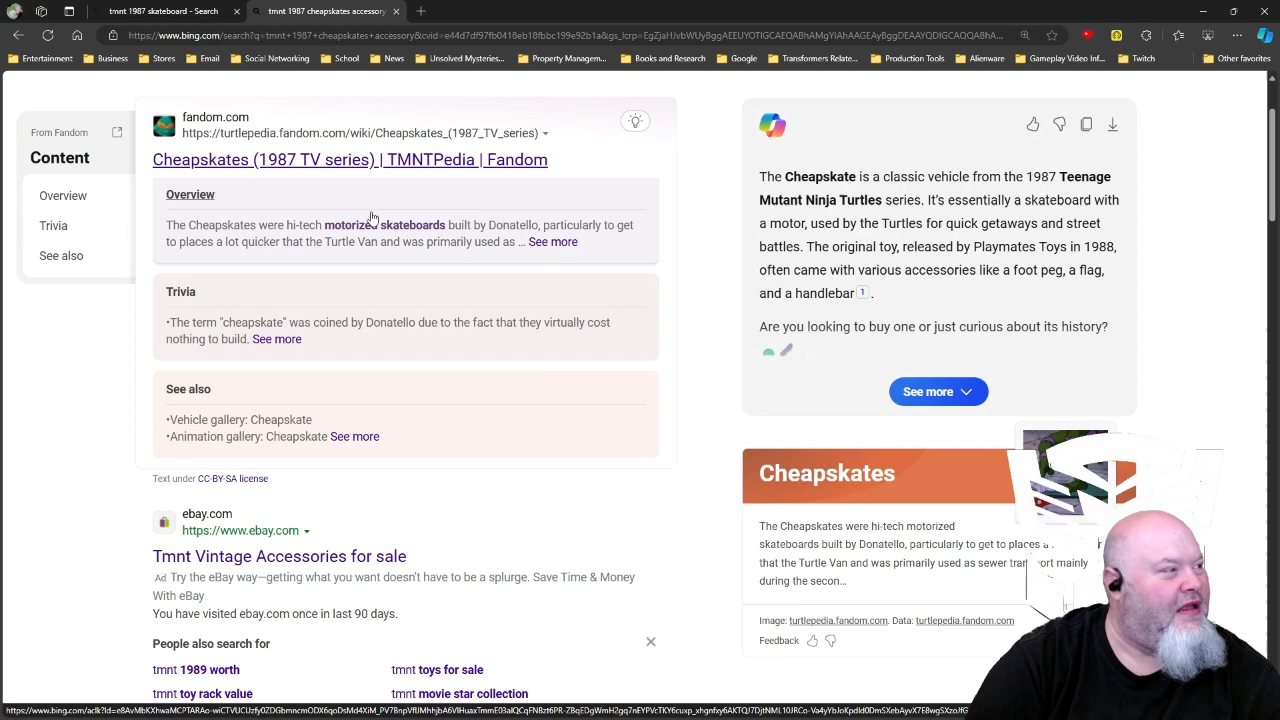 tmnt 1987 skateboard - Search
tmnt 1987 cheapskates accessory
https://www.bing.com/search?q=tmnt+1987+cheapskates+accessory&cvid=e44d7df97fb0418eb18fbbc199e92b1a&gs_lcrp=EgZjaHJvbWUyBggAEEUYOTIGCAEQABhAMgYIAhAAGEAyBggDEAAYQDIGCAQQABhA...
Entertainment Business Stores Email Social Networking School News Unsolved Mysteries... Property Managem... Books and Research Google Transformers Relate... Production Tools Alienware Gameplay Video Inf... Twitch Other favorites
From Fandom
Content
Overview
Trivia
See also
fandom.com
https://turtlepedia.fandom.com/wiki/Cheapskates_(1987_TV_series)
Cheapskates (1987 TV series) | TMNTPedia | Fandom
Overview
The Cheapskates were hi-tech motorized skateboards built by Donatello, particularly to get
to places a lot quicker that the Turtle Van and was primarily used as ... See more
Trivia
•The term "cheapskate" was coined by Donatello due to the fact that they virtually cost
nothing to build. See more
See also
•Vehicle gallery: Cheapskate
•Animation gallery: Cheapskate See more
Text under CC-BY-SA license
ebay.com
https://www.ebay.com
Tmnt Vintage Accessories for sale
Ad Try the eBay way—getting what you want doesn't have to be a splurge. Save Time & Money
With eBay
You have visited ebay.com once in last 90 days.
People also search for
tmnt 1989 worth
tmnt toys for sale
tmnt toy rack value
tmnt movie star collection
The Cheapskate is a classic vehicle from the 1987 Teenage
Mutant Ninja Turtles series. It's essentially a skateboard with
a motor, used by the Turtles for quick getaways and street
battles. The original toy, released by Playmates Toys in 1988,
often came with various accessories like a foot peg, a flag,
and a handlebar 1 .
Are you looking to buy one or just curious about its history?
See more
Cheapskates
The Cheapskates were hi-tech motorized
skateboards built by Donatello, particularly to get to places a
that the Turtle Van and was primarily used as sewer mainly
during the secon...
Image: turtlepedia.fandom.com. Data: turtlepedia.fandom.com
Feedback